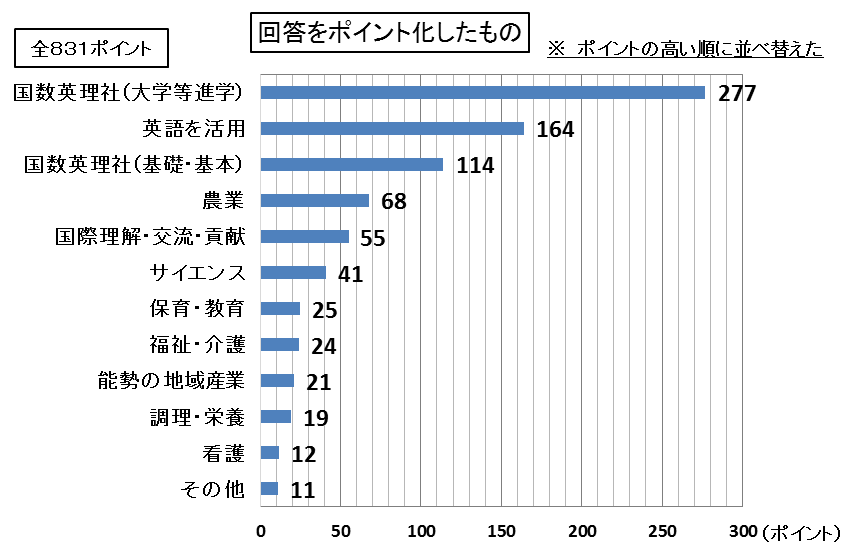 回答をポイント化したもの
全831ポイント
※ ポイントの高い順に並べ替えた
国数英理社(大学等進学) 277
英語を活用 164
国数英理社(基礎・基本) 114
農業 68
国際理解・交流・貢献 55
サイエンス 41
保育・教育 25
福祉・介護 24
能勢の地域産業 21
調理・栄養 19
看護 12
その他 11
0 50 100 150 200 250 300 (ポイント)